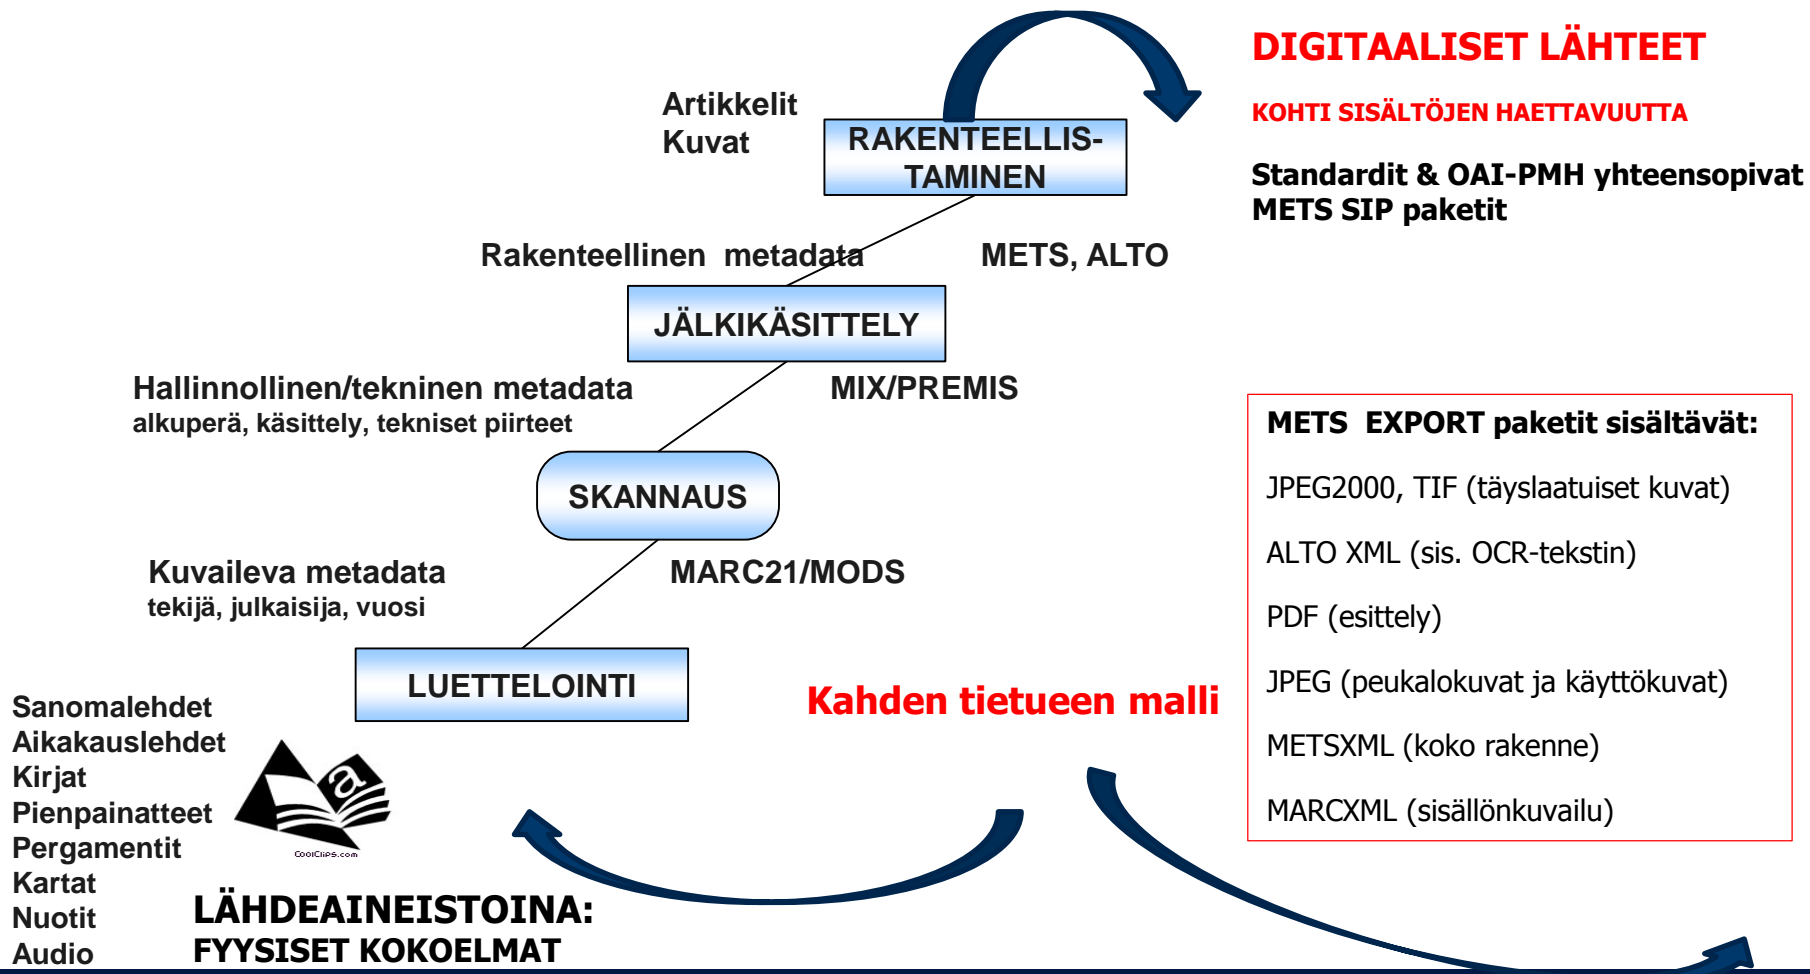 DIGITAALISET LÄHTEET
KOHTI SISÄLTÖJEN HAETTAVUUTTA
Standardit & OAI-PMH yhteensopivat
METS SIP paketit
Artikkelit
Kuvat
RAKENTEELLIS-
TAMINEN
Rakenteellinen metadata
METS, ALTO
JÄLKIKÄSITTELY
Hallinnollinen/tekninen metadata
alkuperä, käsittely, tekniset piirteet
MIX/PREMIS
SKANNAUS
Kuvaileva metadata
tekijä, julkaisija, vuosi
MARC21/MODS
LUETTELOINTI
Kahden tietueen malli
METS EXPORT paketit sisältävät:
JPEG2000, TIF (täyslaatuiset kuvat)
ALTO XML (sis. OCR-tekstin)
PDF (esittely)
JPEG (peukalokuvat ja käyttökuvat)
METSXML (koko rakenne)
MARCXML (sisällönkuvailu)
Sanomalehdet
Aikakauslehdet
Kirjat
Pienpainatteet
Pergamentit
Kartat
Nuotit
Audio
a
CoolClips.com
LÄHDEAINEISTOINA:
FYYSISET KOKOELMAT